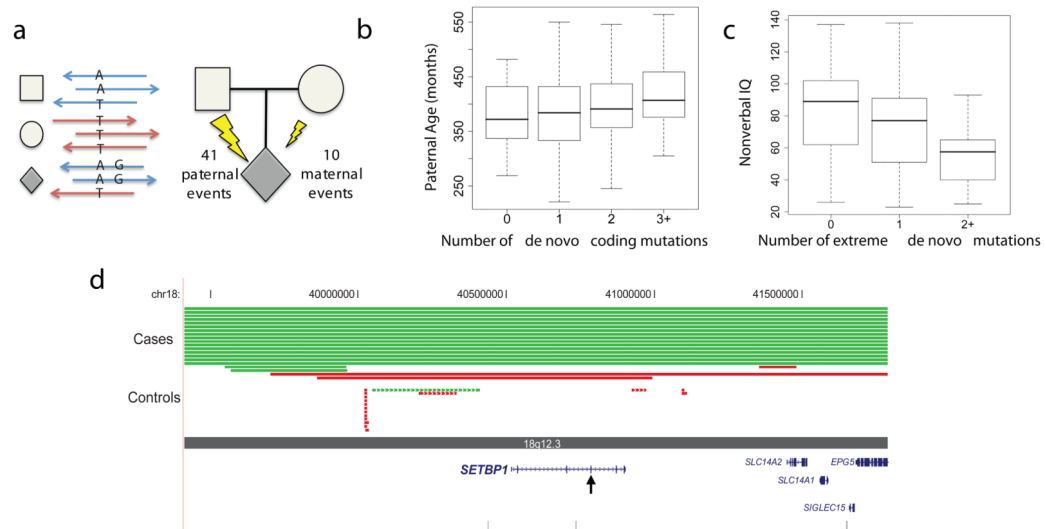 a
A
A
T
T
T
T
A G
A G
T
41
paternal
events
10
maternal
events
b
Paternal Age (months)
550
450
350
250
0 1 2 3+
Number of de novo coding mutations
c
Nonverbal IQ
140
120
100
80
60
40
20
0 1 2+
Number of extreme de novo mutations
d
chr18: 40000000 40500000 41000000 41500000
Cases
Controls
18q12.3
SETBP1
SLC14A2
EPG5
SLC14A1
SIGLEC15